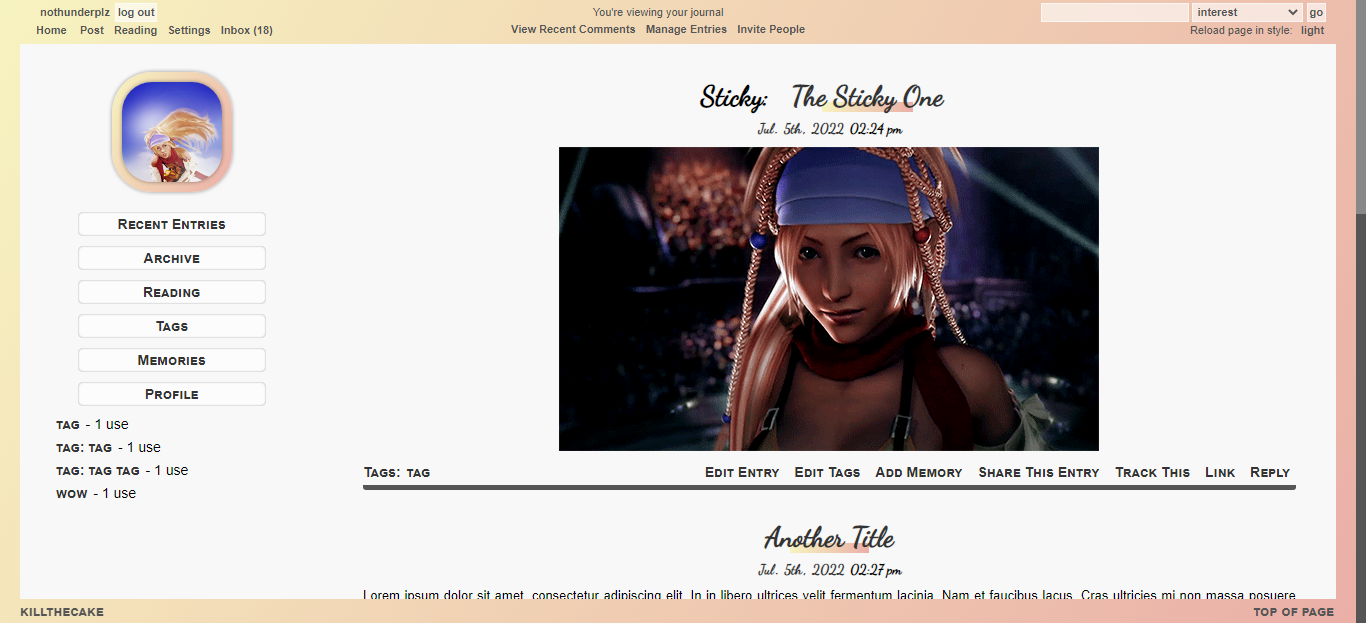 nothunderplz log out
Home Post Reading Settings Inbox (18)
You're viewing your journal
View Recent Comments Manage Entries Invite People
interest go
Reload page in style: light
Recent Entries
Archive
Reading
Tags
Memories
Profile
tag - 1 use
tag: tag - 1 use
tag: tag tag - 1 use
wow - 1 use
Sticky: The Sticky One
Jul. 5th, 2022 02:24 pm
Tags: tag
Edit Entry Edit Tags Add Memory Share This Entry Track This Link Reply
Another Title
Jul. 5th, 2022 02:27 pm
Lorem ipsum dolor sit amet, consectetur adipiscing elit. In in libero ultrices velit fermentum lacinia. Nam et faucibus lacus. Cras ultricies mi non massa posuere
KILLTHECAKE
TOP OF PAGE